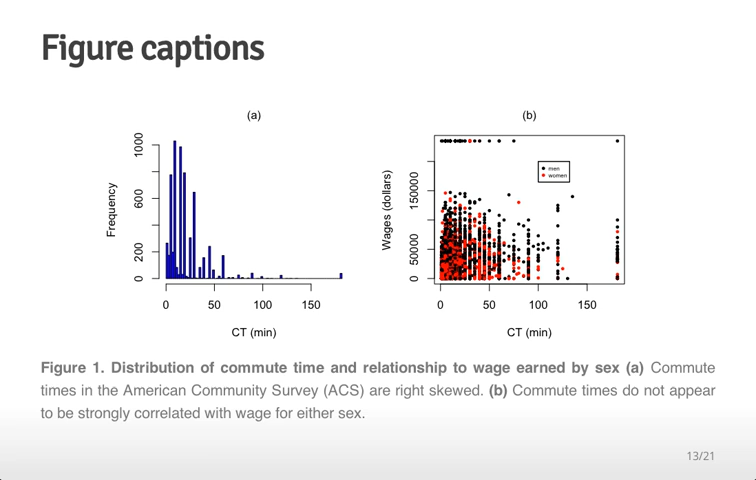 Figure captions
(a)
(b)
1000
600
200
0
Frequency
0 50 100 150
CT (min)
150000
50000
0
Wages (dollars)
men
women
0 50 100 150
CT (min)
Figure 1. Distribution of commute time and relationship to wage earned by sex (a) Commute
times in the American Community Survey (ACS) are right skewed. (b) Commute times do not appear
to be strongly correlated with wage for either sex.
13/21